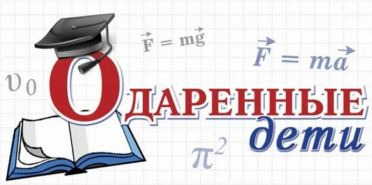 F = mg
F = ma
υ₀
ОДАРЕННЫЕ
дети
π²